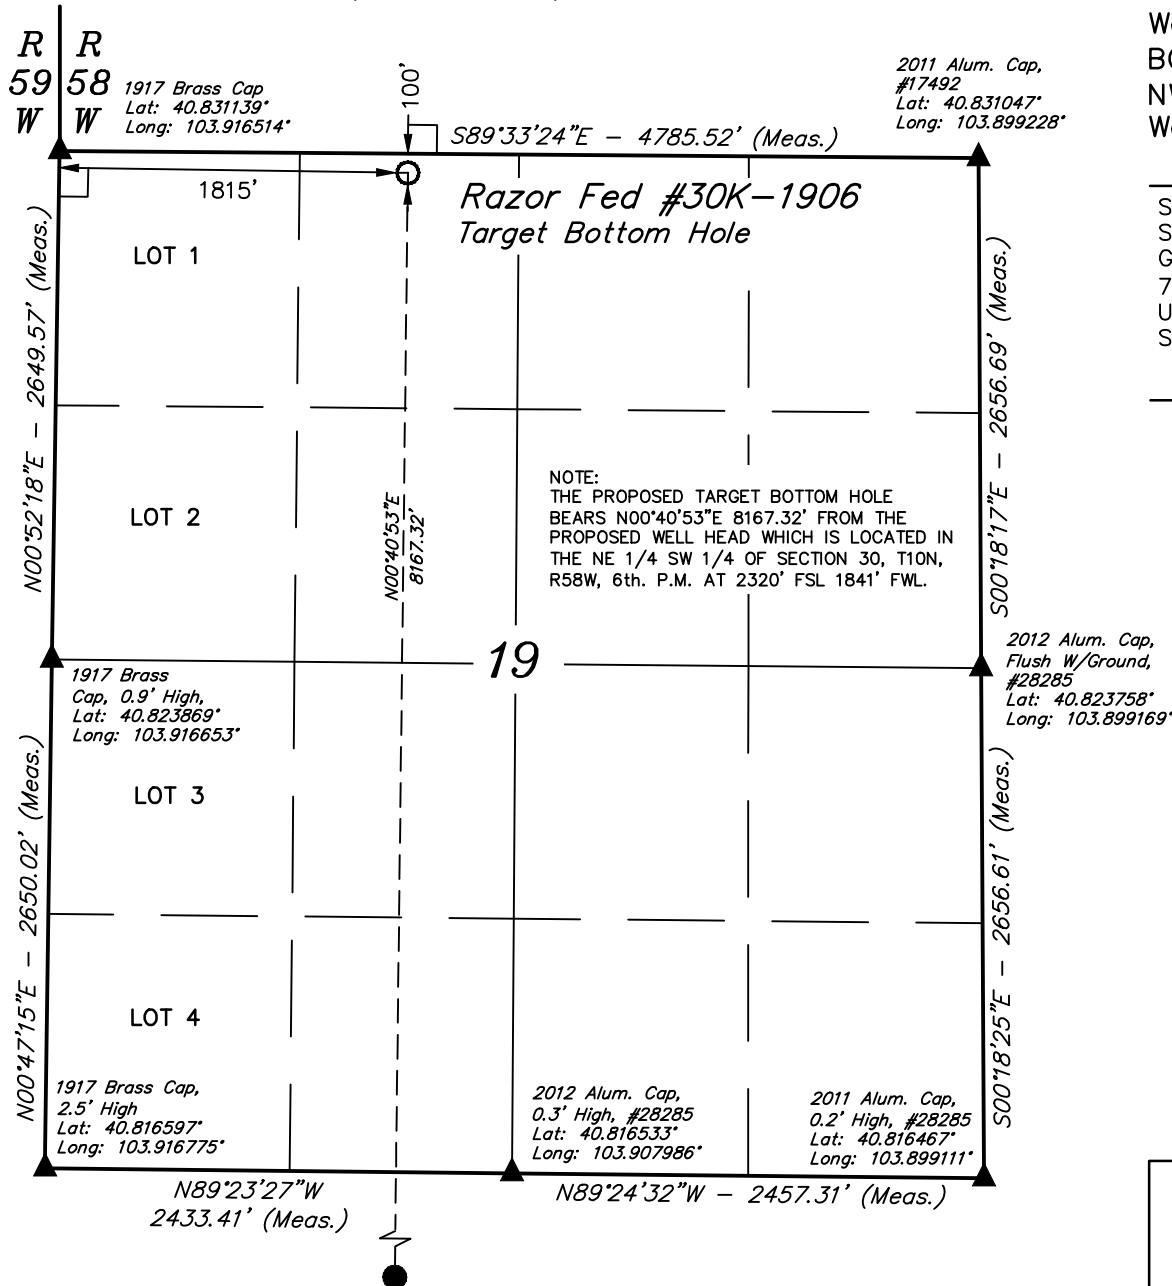 R R
59 58
W W
1917 Brass Cap
Lat: 40.831139°
Long: 103.916514°
100'
2011 Alum. Cap,
#17492
Lat: 40.831047°
Long: 103.899228°
S89°33'24"E - 4785.52' (Meas.)
1815'
Razor Fed #30K-1906
Target Bottom Hole
LOT 1
N00°52'18"E - 2649.57' (Meas.)
S00°18'17"E - 2656.69' (Meas.)
LOT 2
N00°40'53"E
8167.32'
NOTE:
THE PROPOSED TARGET BOTTOM HOLE
BEARS N00°40'53"E 8167.32' FROM THE
PROPOSED WELL HEAD WHICH IS LOCATED IN
THE NE 1/4 SW 1/4 OF SECTION 30, T10N,
R58W, 6th. P.M. AT 2320' FSL 1841' FWL.
19
2012 Alum. Cap,
Flush W/Ground,
#28285
Lat: 40.823758°
Long: 103.899169°
1917 Brass
Cap, 0.9' High,
Lat: 40.823869°
Long: 103.916653°
LOT 3
N00°47'15"E - 2650.02' (Meas.)
S00°18'25"E - 2656.61' (Meas.)
LOT 4
1917 Brass Cap,
2.5' High
Lat: 40.816597°
Long: 103.916775°
2012 Alum. Cap,
0.3' High, #28285
Lat: 40.816533°
Long: 103.907986°
2011 Alum. Cap,
0.2' High, #28285
Lat: 40.816467°
Long: 103.899111°
N89°23'27"W
2433.41' (Meas.)
N89°24'32"W - 2457.31' (Meas.)